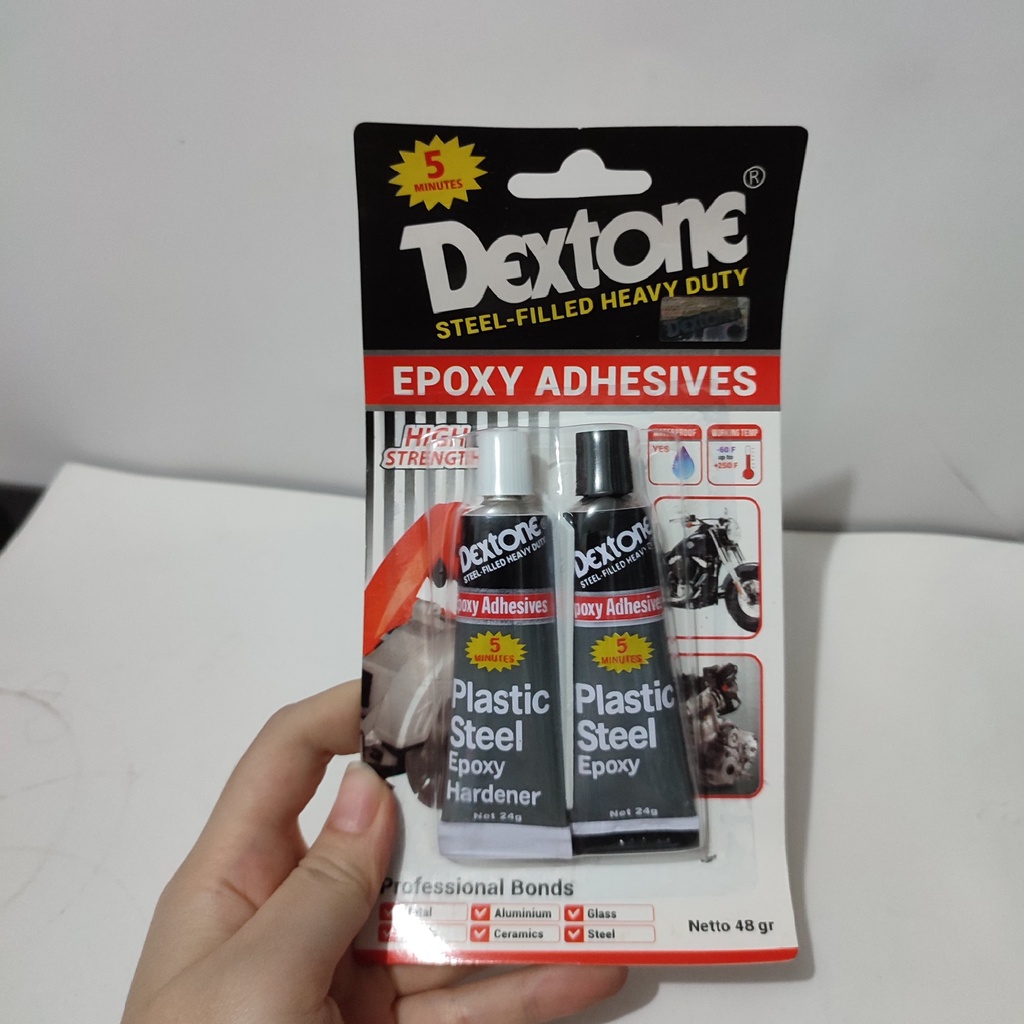 5
MINUTES
Dextone®
STEEL-FILLED HEAVY DUTY
EPOXY ADHESIVES
HIGH
STRENGTH
WATERPROOF
YES
WORKING TEMP
-60 F
up to
+250 F
Dextone
STEEL-FILLED HEAVY DUTY
poxy Adhesives
5
MINUTES
Plastic
Steel
Epoxy
Hardener
Net 24g
Dextone
STEEL-FILLED HEAVY DUTY
poxy Adhesives
5
MINUTES
Plastic
Steel
Epoxy
Net 24g
Professional Bonds
Aluminium Glass
Ceramics Steel
Netto 48 gr